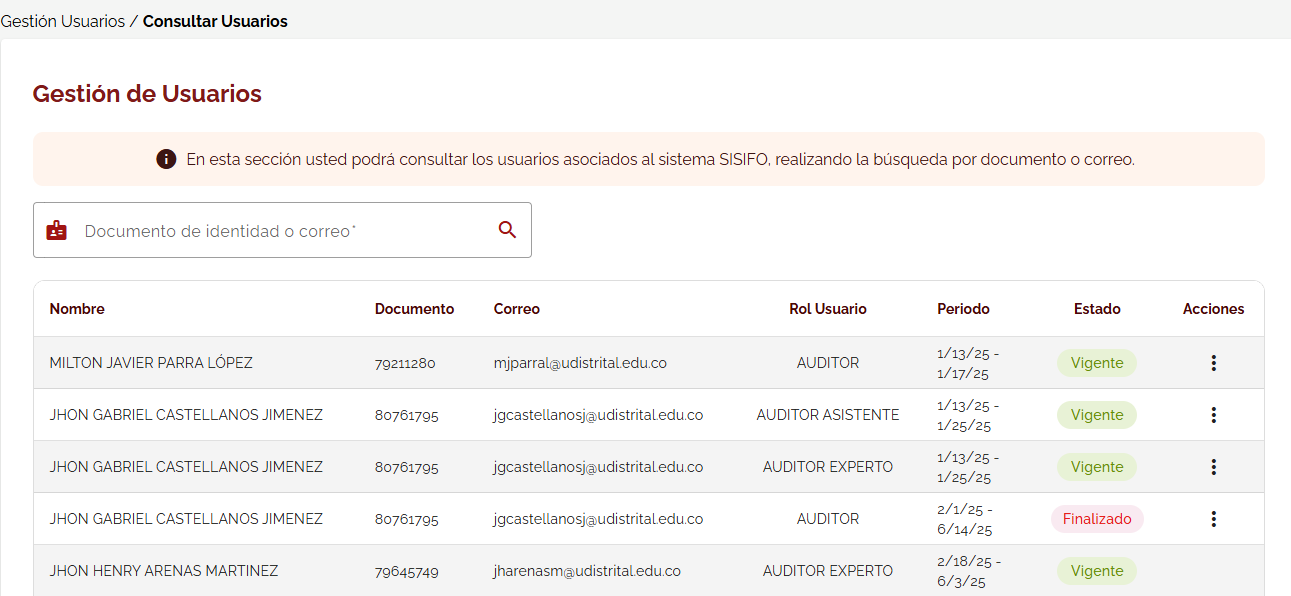 Gestión Usuarios / Consultar Usuarios
Gestión de Usuarios
En esta sección usted podrá consultar los usuarios asociados al sistema SISIFO, realizando la búsqueda por documento o correo.
Documento de identidad o correo*
Nombre Documento Correo Rol Usuario Periodo Estado Acciones
MILTON JAVIER PARRA LÓPEZ 79211280 mjparral@udistrital.edu.co AUDITOR 1/13/25 - 1/17/25 Vigente
JHON GABRIEL CASTELLANOS JIMENEZ 80761795 jgcastellanosj@udistrital.edu.co AUDITOR ASISTENTE 1/13/25 - 1/25/25 Vigente
JHON GABRIEL CASTELLANOS JIMENEZ 80761795 jgcastellanosj@udistrital.edu.co AUDITOR EXPERTO 1/13/25 - 1/25/25 Vigente
JHON GABRIEL CASTELLANOS JIMENEZ 80761795 jgcastellanosj@udistrital.edu.co AUDITOR 2/1/25 - 6/14/25 Finalizado
JHON HENRY ARENAS MARTINEZ 79645749 jharenasm@udistrital.edu.co AUDITOR EXPERTO 2/18/25 - 6/3/25 Vigente